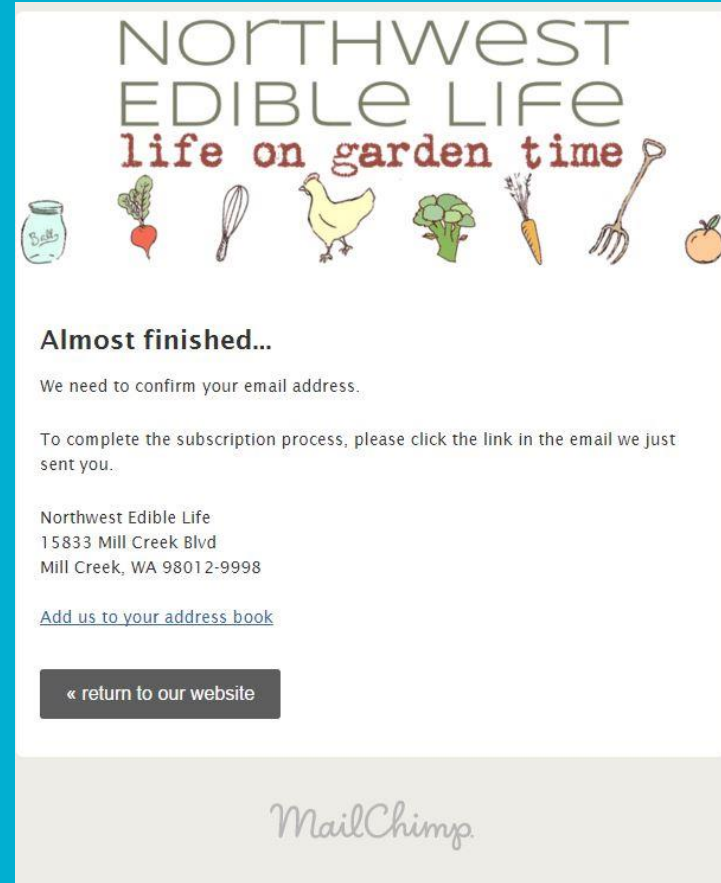 NORTHWEST
EDIBLE LIFE
life on garden time
Ball
Almost finished...
We need to confirm your email address.
To complete the subscription process, please click the link in the email we just
sent you.
Northwest Edible Life
15833 Mill Creek Blvd
Mill Creek, WA 98012-9998
Add us to your address book
« return to our website
MailChimp